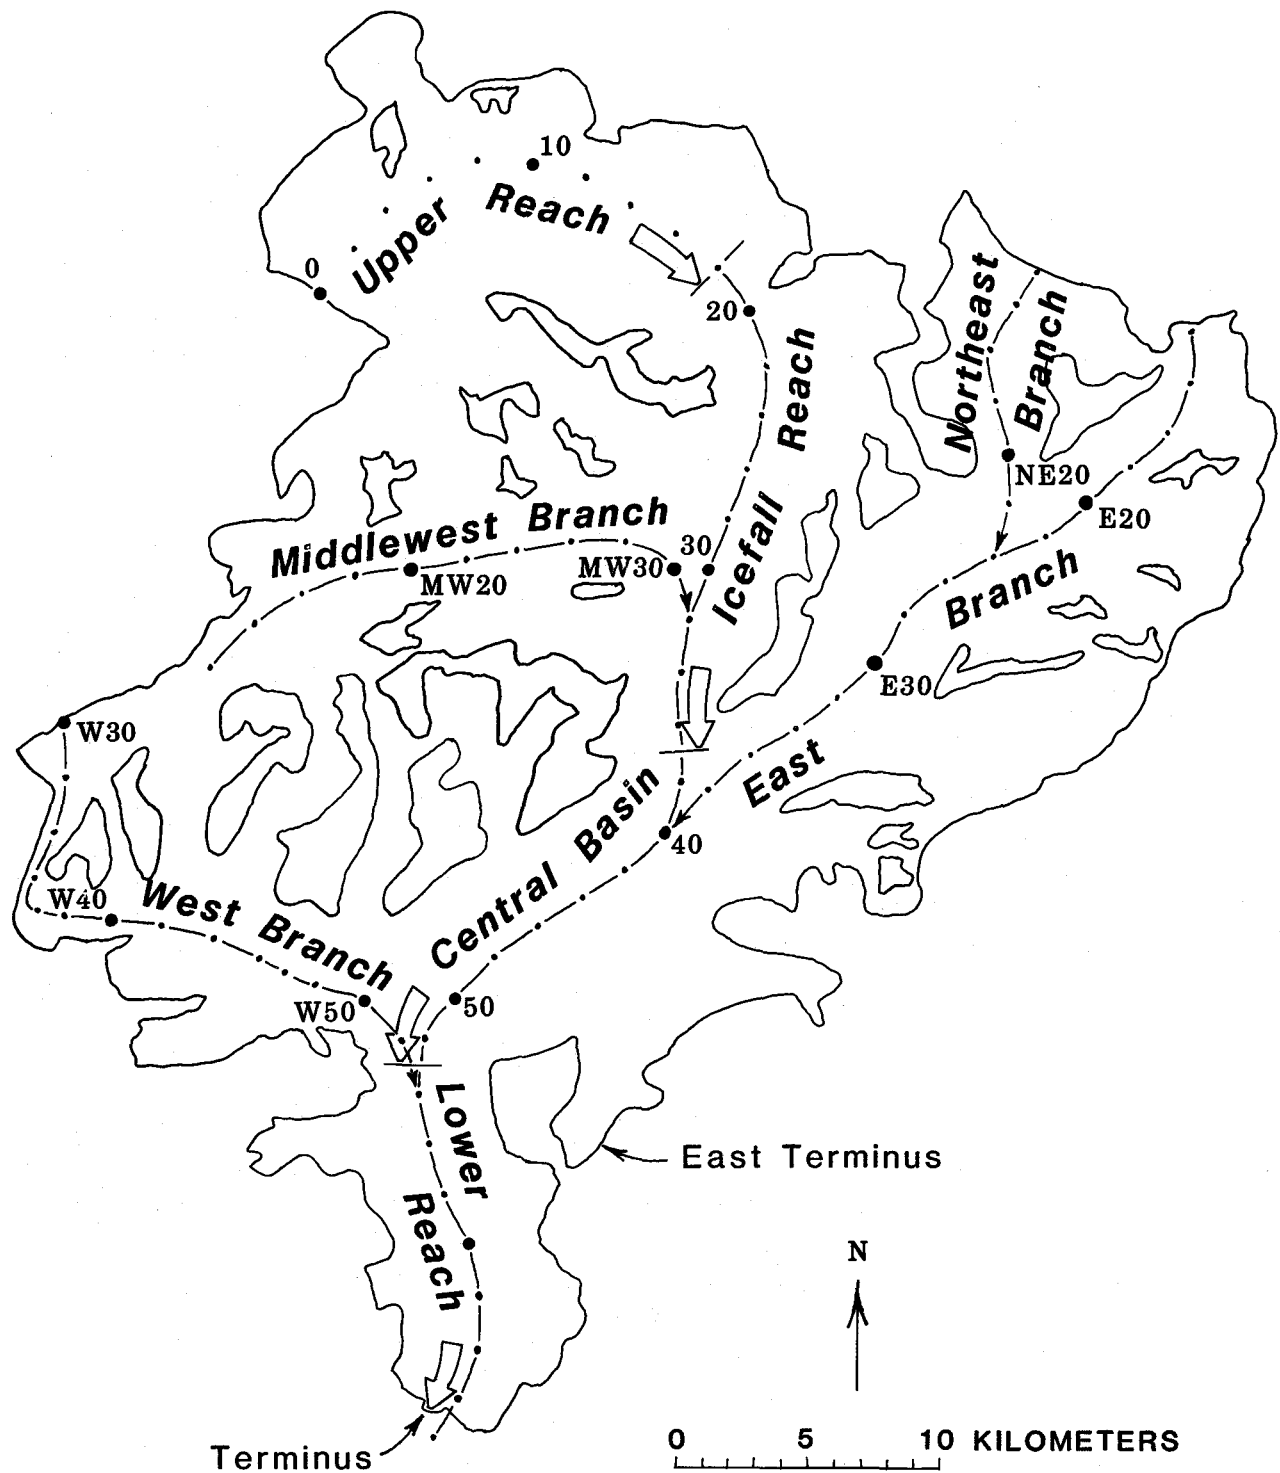 10
Upper Reach
0
20
Northeast Branch
Icefall Reach
NE20
E20
Middlewest Branch
MW20
MW30
30
East Branch
E30
W30
40
Central Basin
W40
West Branch
W50
50
Lower Reach
East Terminus
N
Terminus
0 5 10 KILOMETERS